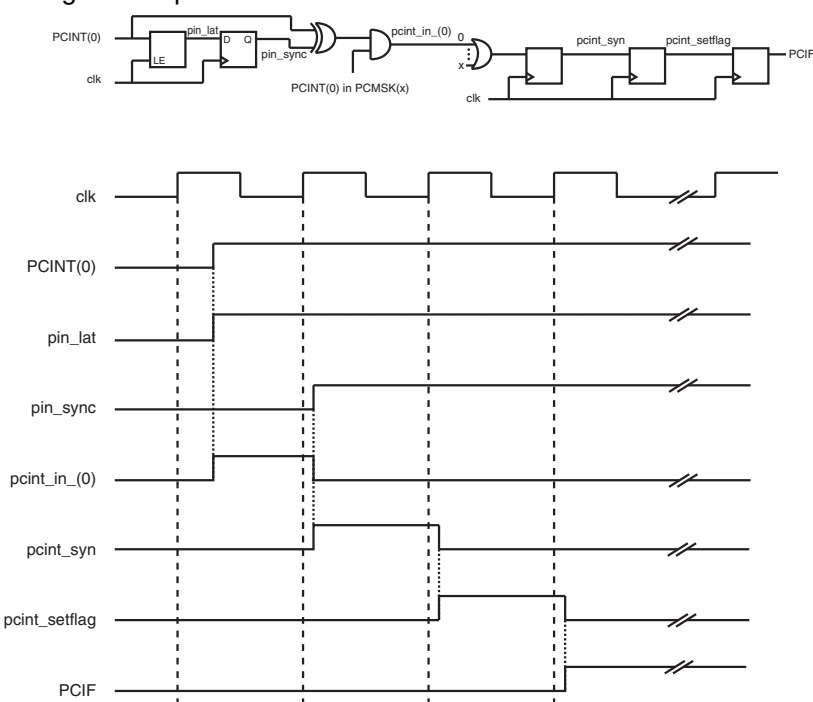 pin_lat
pcint_in_(0)
0
pcint_syn
pcint_setflag
PCINT(0)
D Q
PCIF
LE
pin_sync
x
clk
PCINT(0) in PCMSK(x)
clk
clk
PCINT(0)
pin_lat
pin_sync
pcint_in_(0)
pcint_syn
pcint_setflag
PCIF